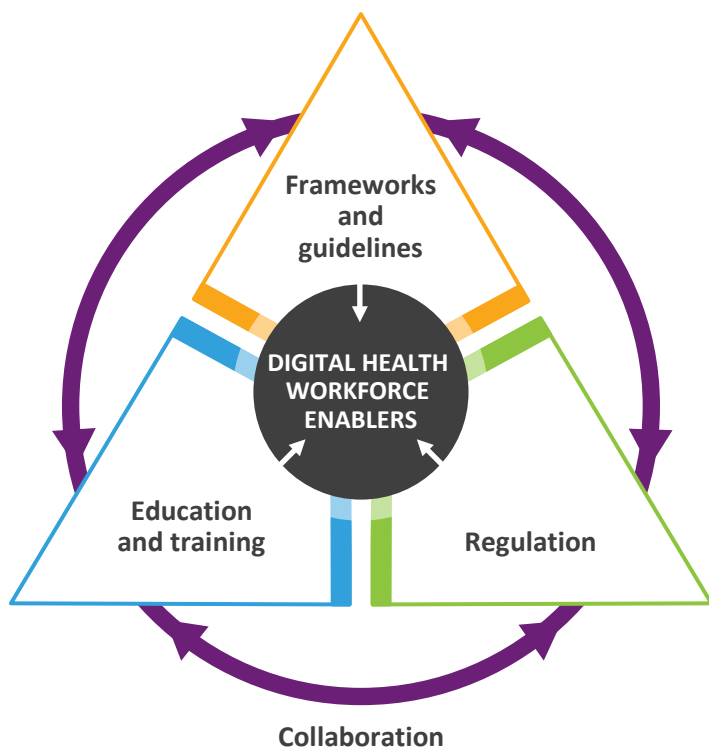 Frameworks
and
guidelines
DIGITAL HEALTH
WORKFORCE
ENABLERS
Education
and training
Regulation
Collaboration